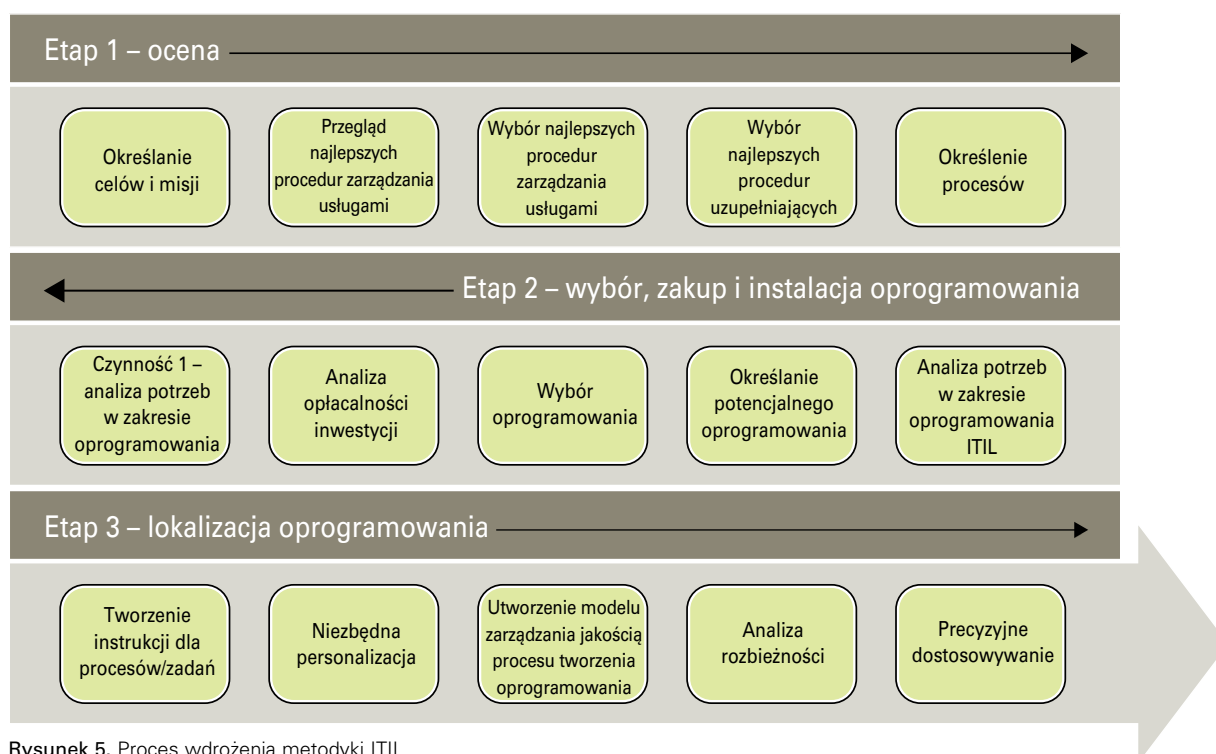 Etap 1 – ocena
Określanie
celów i misji
Przegląd
najlepszych
procedur zarządzania
usługami
Wybór najlepszych
procedur
zarządzania
usługami
Wybór
najlepszych
procedur
uzupełniających
Określenie
procesów
Etap 2 – wybór, zakup i instalacja oprogramowania
Czynność 1 –
analiza potrzeb
w zakresie
oprogramowania
Analiza
opłacalności
inwestycji
Wybór
oprogramowania
Określanie
potencjalnego
oprogramowania
Analiza potrzeb
w zakresie
oprogramowania
ITIL
Etap 3 – lokalizacja oprogramowania
Tworzenie
instrukcji dla
procesów/zadań
Niezbędna
personalizacja
Utworzenie modelu
zarządzania jakością
procesu tworzenia
oprogramowania
Analiza
rozbieżności
Precyzyjne
dostosowywanie
Rysunek 5. Proces wdrożenia metodyki ITIL